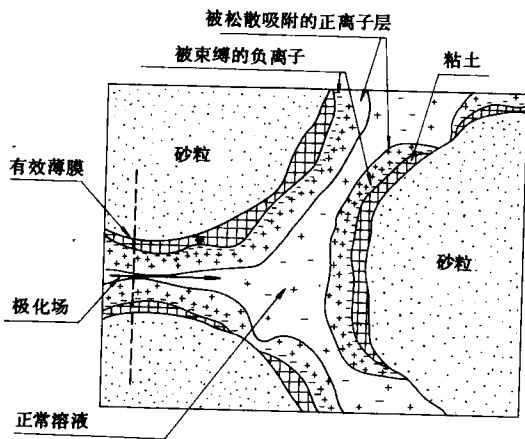 被松散吸附的正离子层
被束缚的负离子
粘土
砂粒
有效薄膜
砂粒
极化场
正常溶液